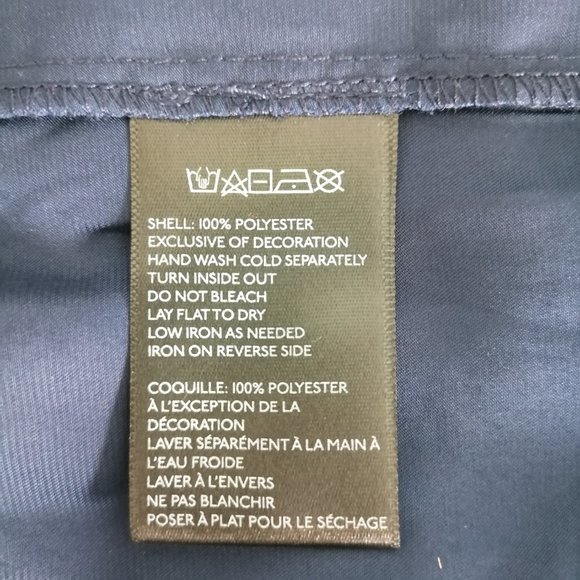 SHELL: 100% POLYESTER
EXCLUSIVE OF DECORATION
HAND WASH COLD SEPARATELY
TURN INSIDE OUT
DO NOT BLEACH
LAY FLAT TO DRY
LOW IRON AS NEEDED
IRON ON REVERSE SIDE
COQUILLE: 100% POLYESTER
À L'EXCEPTION DE LA
DÉCORATION
LAVER SÉPARÉMENT À LA MAIN À
L'EAU FROIDE
LAVER À L'ENVERS
NE PAS BLANCHIR
POSER À PLAT POUR LE SÉCHAGE